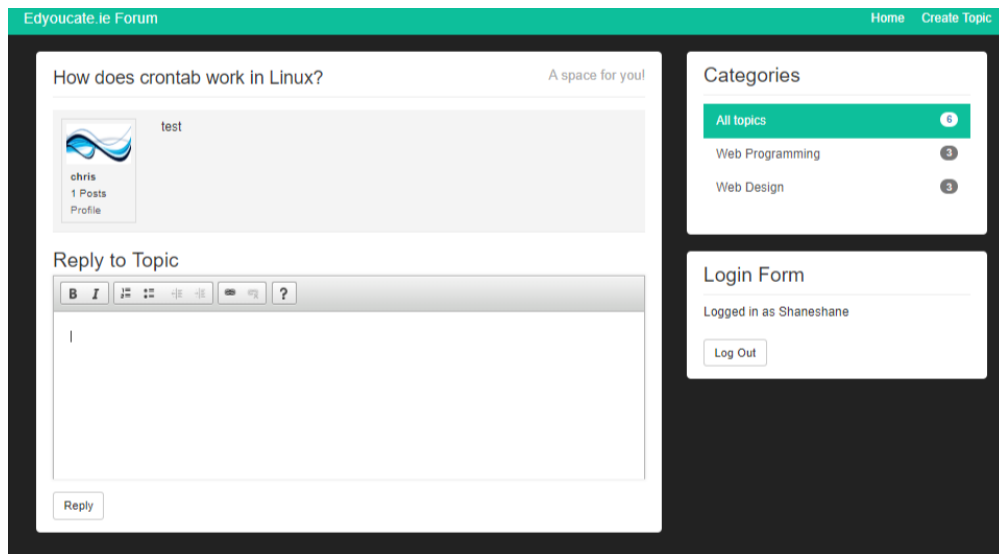 Edyoucate.ie Forum
Home Create Topic
How does crontab work in Linux?
A space for you!
test
chris
1 Posts
Profile
Reply to Topic
B I ?
Reply
Categories
All topics 6
Web Programming 3
Web Design 3
Login Form
Logged in as Shaneshane
Log Out